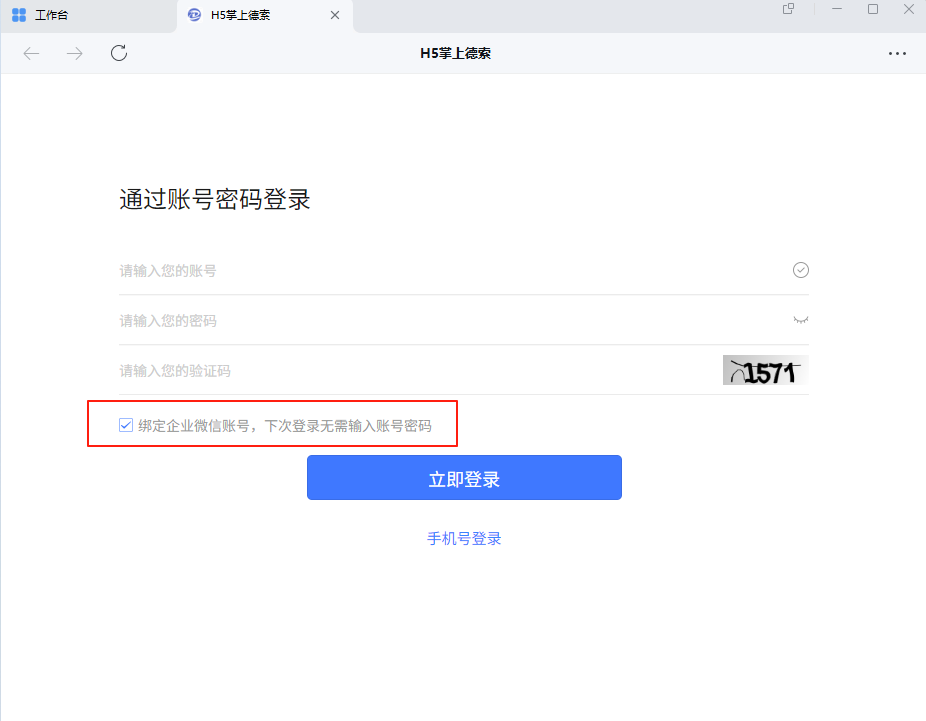 工作台
H5掌上德索
H5掌上德索
通过账号密码登录
请输入您的账号
请输入您的密码
请输入您的验证码
1571
绑定企业微信账号，下次登录无需输入账号密码
立即登录
手机号登录